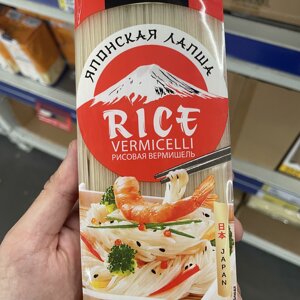 ЯПОНСКАЯ ЛАПША
RICE
VERMICELLI
РИСОВАЯ ВЕРМИШЕЛЬ
日本
JAPAN